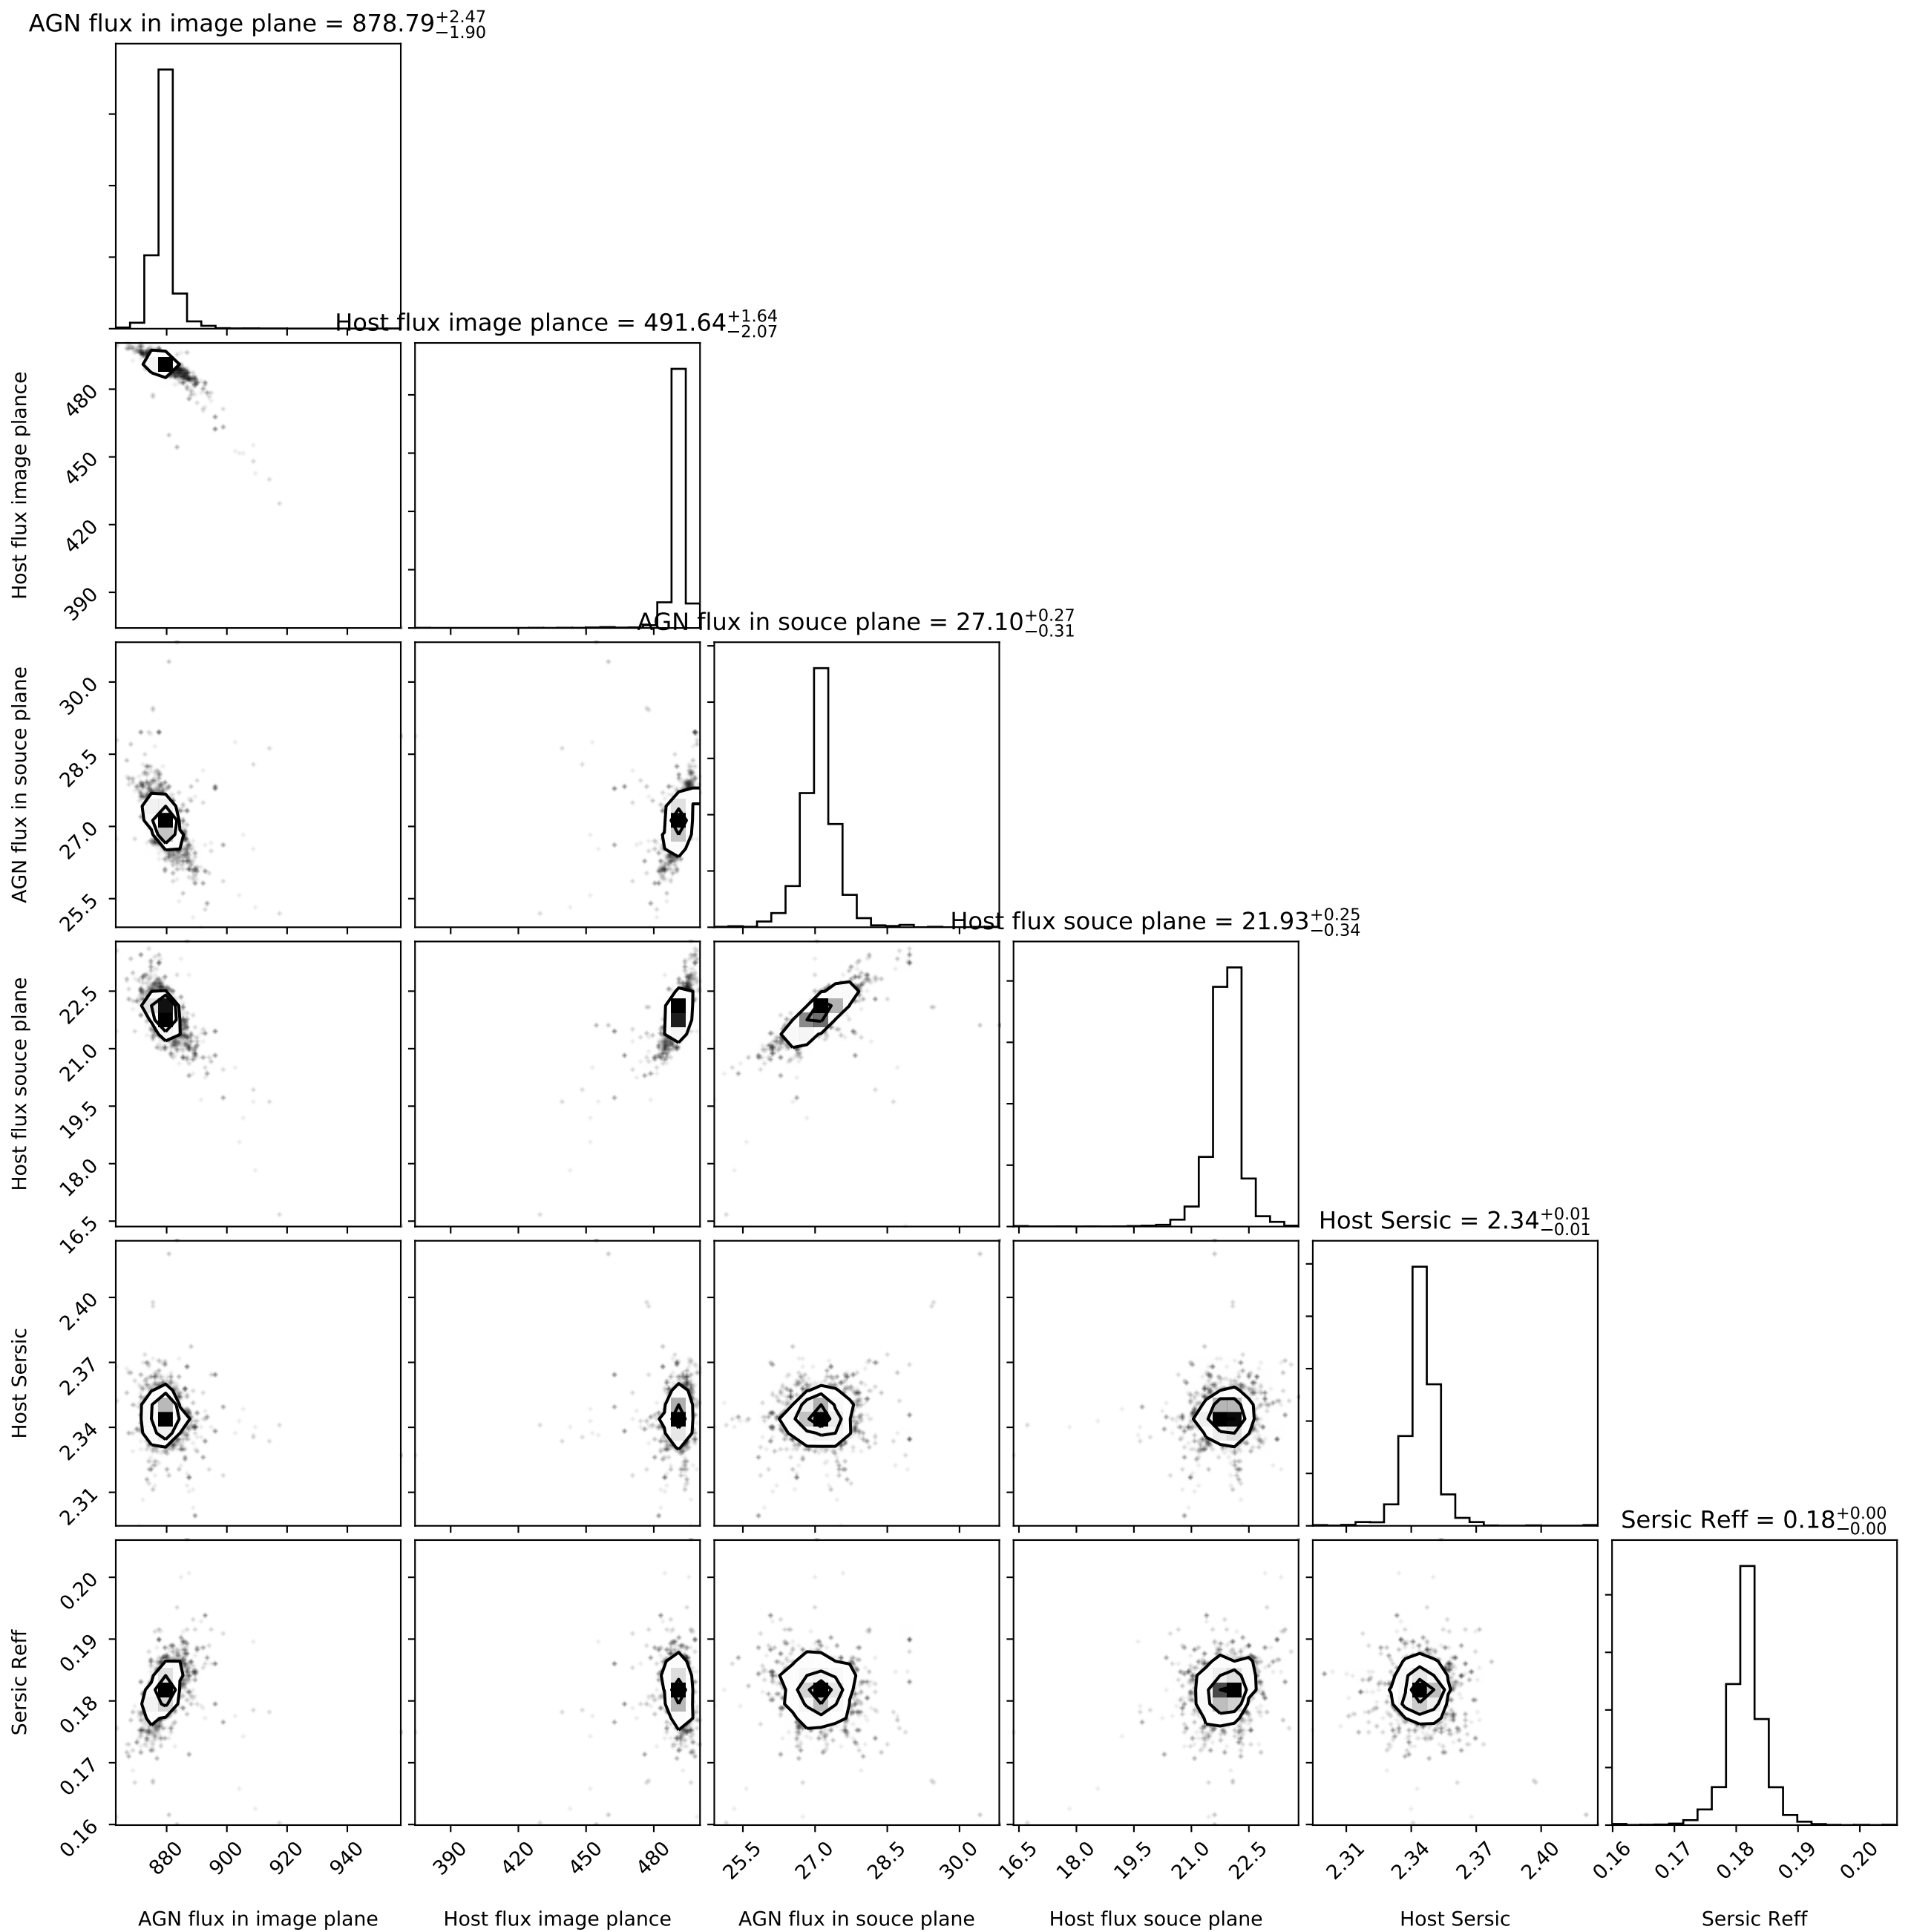 AGN flux in image plane = 878.79+2.47−1.90
Host flux image plance = 491.64+1.64−2.07
480
450
420
390
Host flux image plance
AGN flux in souce plane = 27.10+0.27−0.31
30.0
28.5
27.0
25.5
AGN flux in souce plane
Host flux souce plane = 21.93+0.25−0.34
22.5
21.0
19.5
18.0
16.5
Host flux souce plane
Host Sersic = 2.34+0.01−0.01
2.40
2.37
2.34
2.31
Host Sersic
Sersic Reff = 0.18+0.00−0.00
0.20
0.19
0.18
0.17
0.16
Sersic Reff
880 900 920 940 390 420 450 480 25.5 27.0 28.5 30.0 16.5 18.0 19.5 21.0 22.5 2.31 2.34 2.37 2.40 0.16 0.17 0.18 0.19 0.20
AGN flux in image plane Host flux image plance AGN flux in souce plane Host flux souce plane Host Sersic Sersic Reff